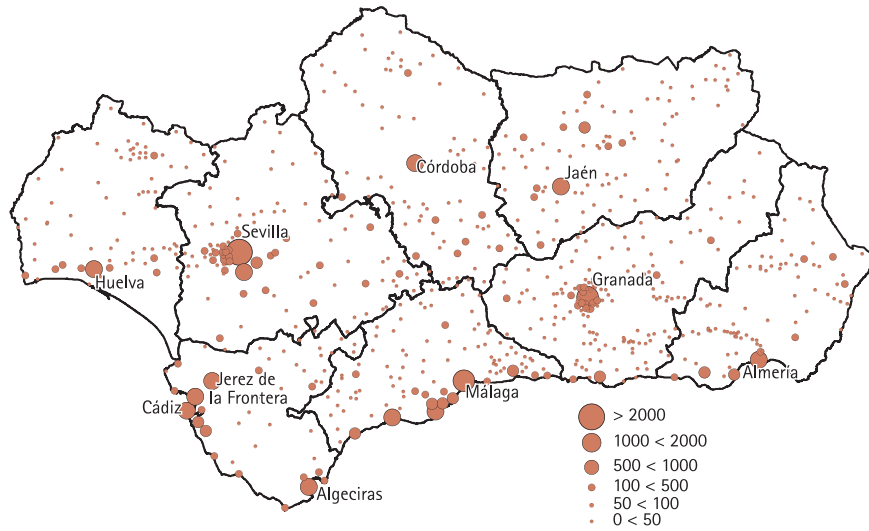 Córdoba
Jaén
Sevilla
Huelva
Granada
Jerez de
la Frontera
Cádiz
Málaga
Almería
Algeciras
> 2000
1000 < 2000
500 < 1000
100 < 500
50 < 100
0 < 50